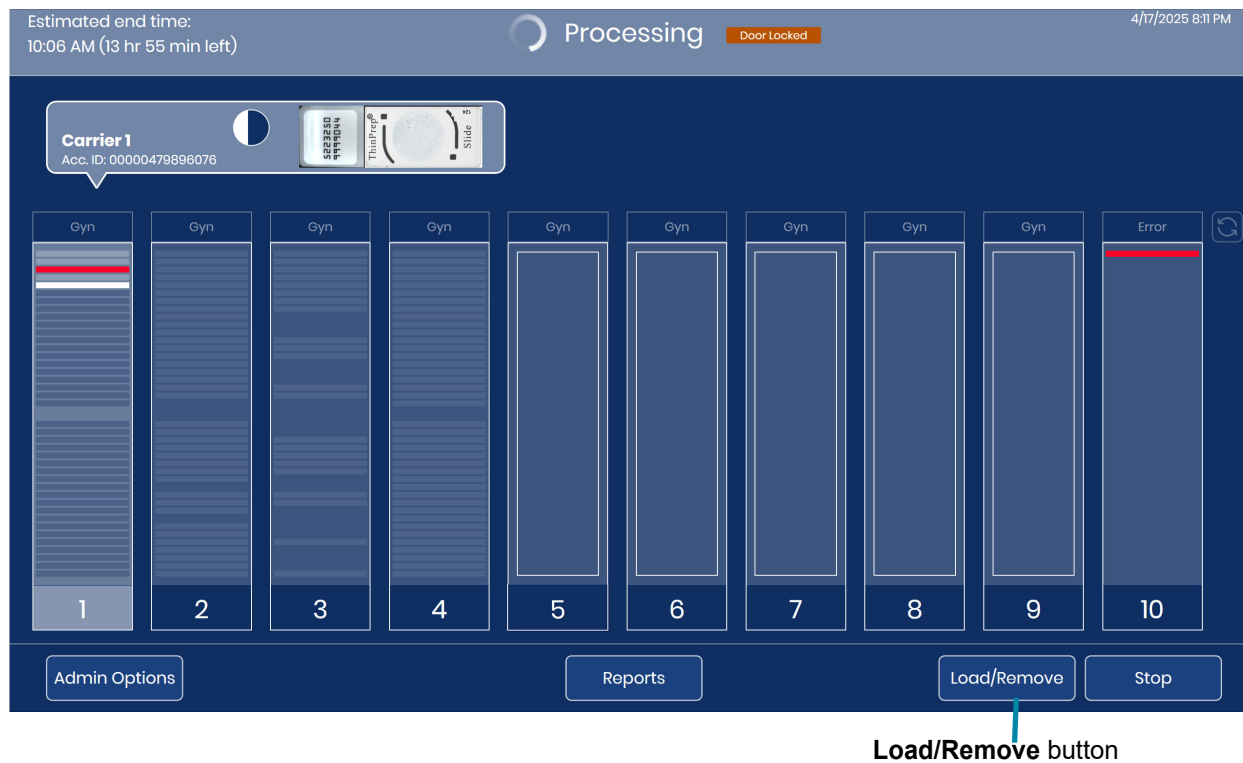 Estimated end time:
10:06 AM (13 hr 55 min left)
Processing
Door Locked
4/17/2025 8:11 PM
Carrier 1
Acc. ID: 00000479896076
ThinPrep®
Slide
Gyn
Gyn
Gyn
Gyn
Gyn
Gyn
Gyn
Gyn
Gyn
Error
1
2
3
4
5
6
7
8
9
10
Admin Options
Reports
Load/Remove
Stop
Load/Remove button